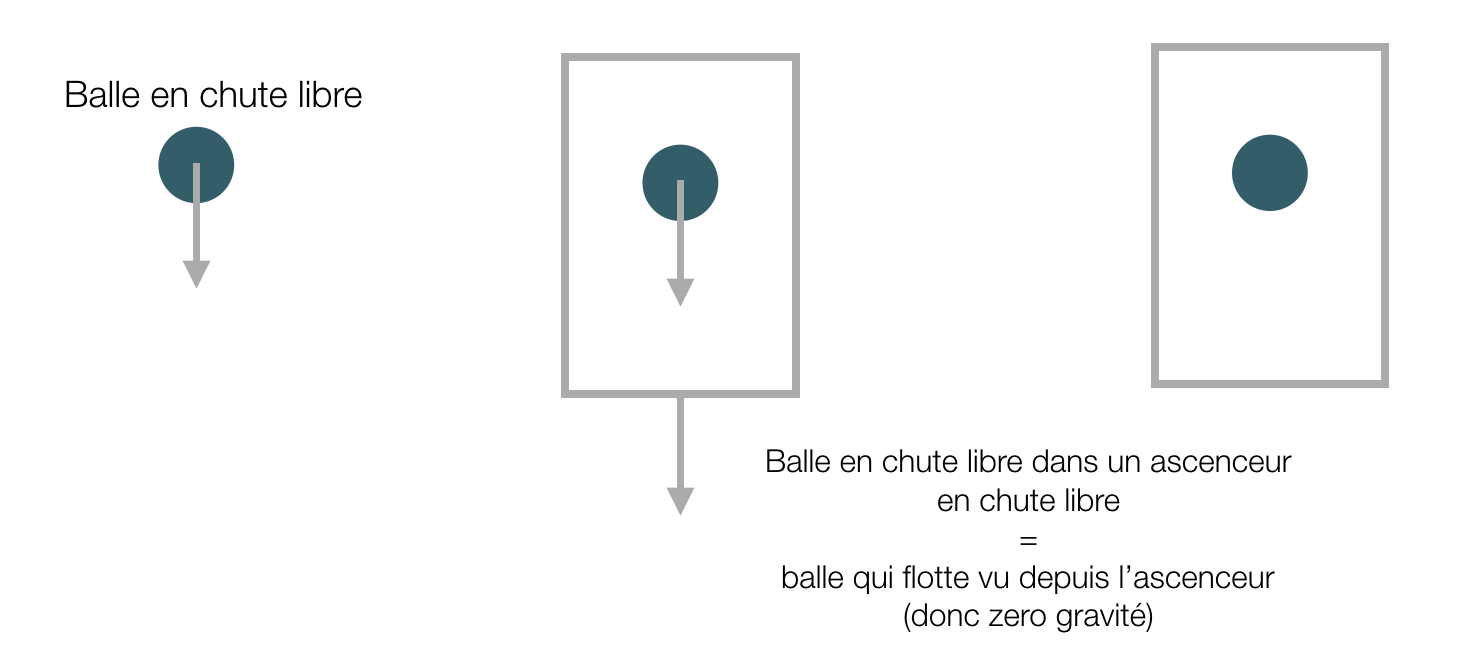 Balle en chute libre
Balle en chute libre dans un ascenceur
en chute libre
=
balle qui flotte vu depuis l’ascenceur
(donc zero gravité)